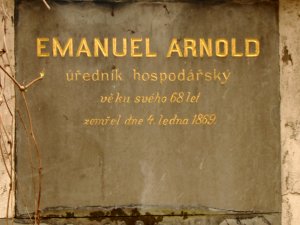 EMANUEL ARNOLD
úředník hospodářský
věku svého 68 let
zemřel dne 4. ledna 1869.